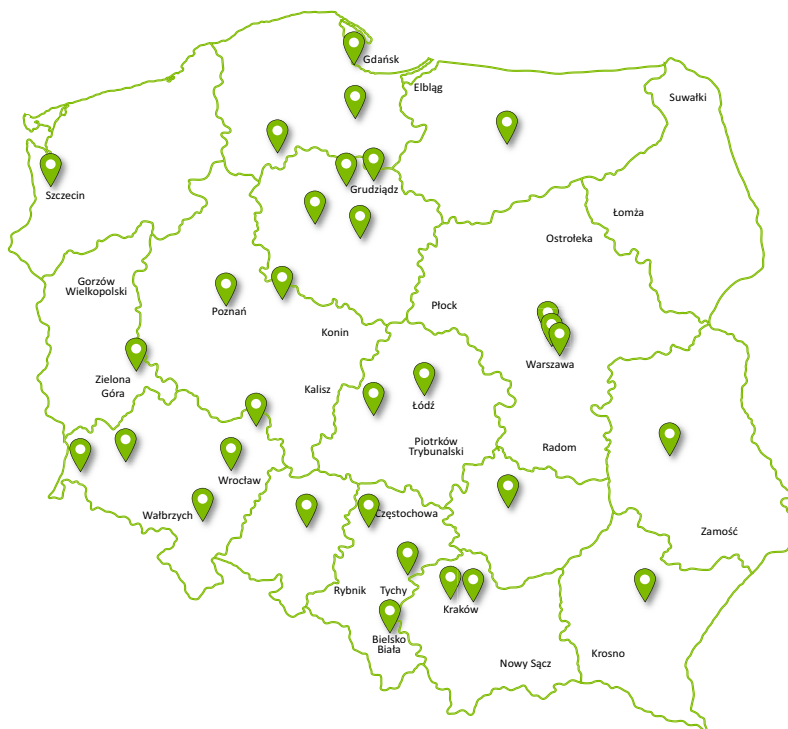 Gdańsk
Elbląg
Suwałki
Szczecin
Grudziądz
Łomża
Ostrołeka
Gorzów
Wielkopolski
Płock
Poznań
Konin
Warszawa
Zielona
Góra
Kalisz
Łódź
Piotrków
Trybunalski
Radom
Wrocław
Wałbrzych
Częstochowa
Zamość
Rybnik
Tychy
Kraków
Bielsko
Biała
Nowy Sącz
Krosno